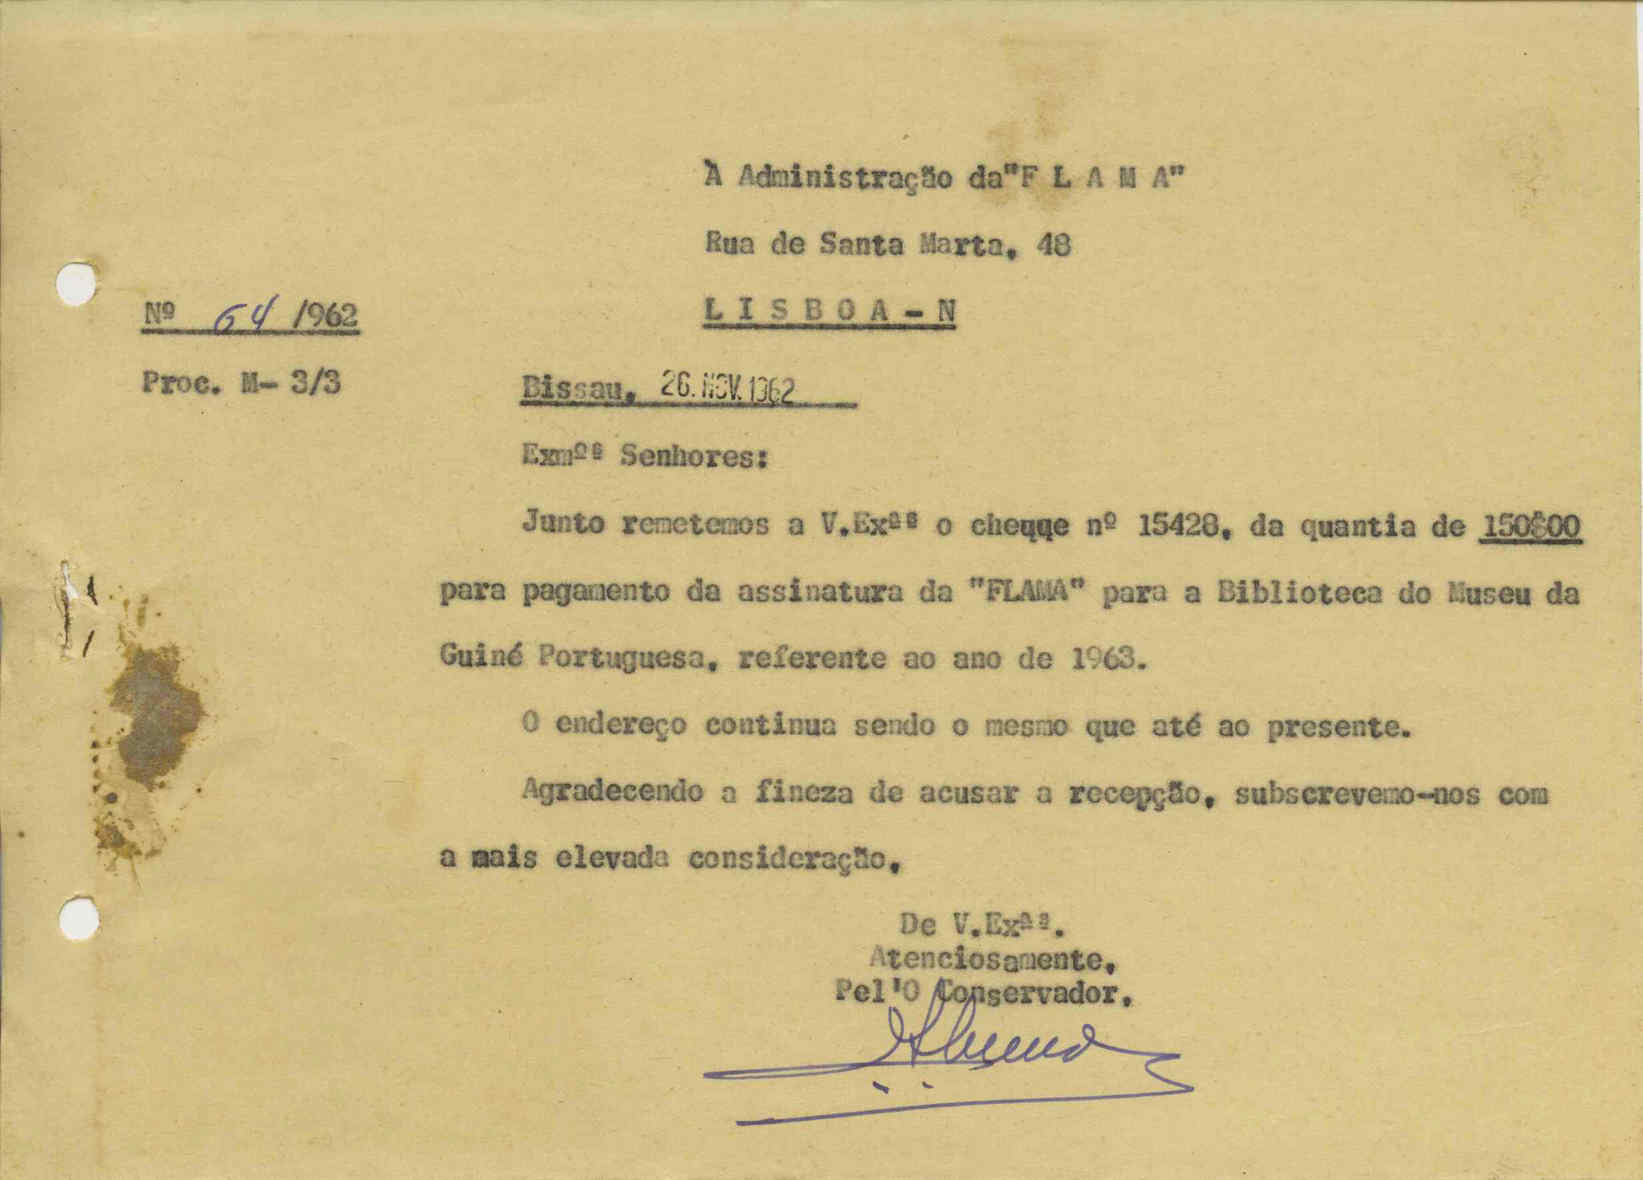 À Administração da"F L A M A"
Rua de Santa Marta, 48
Nº 64 /962
L I S B O A - N
Proc. M- 3/3
Bissau, 26. NOV. 1962
Exmºˢ Senhores:
Junto remetemos a V.Exªˢ o cheqqe nº 15428, da quantia de 150$00
para pagamento da assinatura da "FLAMA" para a Biblioteca do Museu da
Guiné Portuguesa, referente ao ano de 1963.
O endereço continua sendo o mesmo que até ao presente.
Agradecendo a fineza de acusar a recepção, subscrevemo-nos com
a mais elevada consideração,
De V.Exªˢ.
Atenciosamente,
Pel'O Conservador,